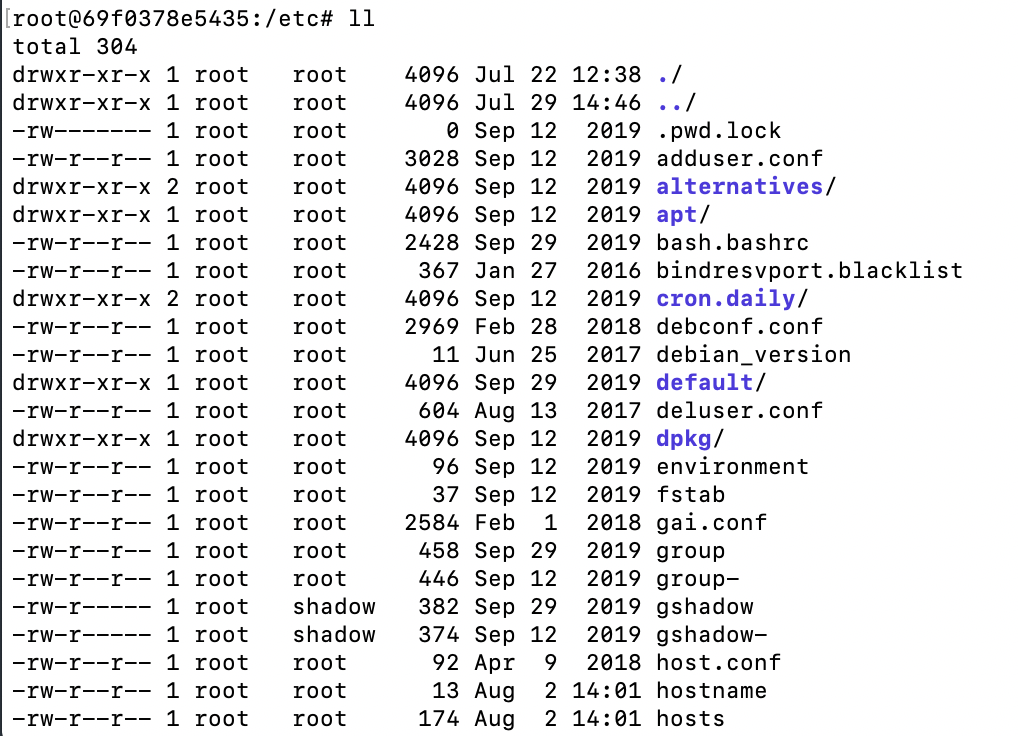 [root@69f0378e5435:/etc# ll
total 304
drwxr-xr-x 1 root   root    4096 Jul 22 12:38 ./
drwxr-xr-x 1 root   root    4096 Jul 29 14:46 ../
-rw------- 1 root   root       0 Sep 12  2019 .pwd.lock
-rw-r--r-- 1 root   root    3028 Sep 12  2019 adduser.conf
drwxr-xr-x 2 root   root    4096 Sep 12  2019 alternatives/
drwxr-xr-x 1 root   root    4096 Sep 12  2019 apt/
-rw-r--r-- 1 root   root    2428 Sep 29  2019 bash.bashrc
-rw-r--r-- 1 root   root     367 Jan 27  2016 bindresvport.blacklist
drwxr-xr-x 2 root   root    4096 Sep 12  2019 cron.daily/
-rw-r--r-- 1 root   root    2969 Feb 28  2018 debconf.conf
-rw-r--r-- 1 root   root      11 Jun 25  2017 debian_version
drwxr-xr-x 1 root   root    4096 Sep 29  2019 default/
-rw-r--r-- 1 root   root     604 Aug 13  2017 deluser.conf
drwxr-xr-x 1 root   root    4096 Sep 12  2019 dpkg/
-rw-r--r-- 1 root   root      96 Sep 12  2019 environment
-rw-r--r-- 1 root   root      37 Sep 12  2019 fstab
-rw-r--r-- 1 root   root    2584 Feb  1  2018 gai.conf
-rw-r--r-- 1 root   root     458 Sep 29  2019 group
-rw-r--r-- 1 root   root     446 Sep 12  2019 group-
-rw-r----- 1 root   shadow   382 Sep 29  2019 gshadow
-rw-r----- 1 root   shadow   374 Sep 12  2019 gshadow-
-rw-r--r-- 1 root   root      92 Apr  9  2018 host.conf
-rw-r--r-- 1 root   root      13 Aug  2 14:01 hostname
-rw-r--r-- 1 root   root     174 Aug  2 14:01 hosts